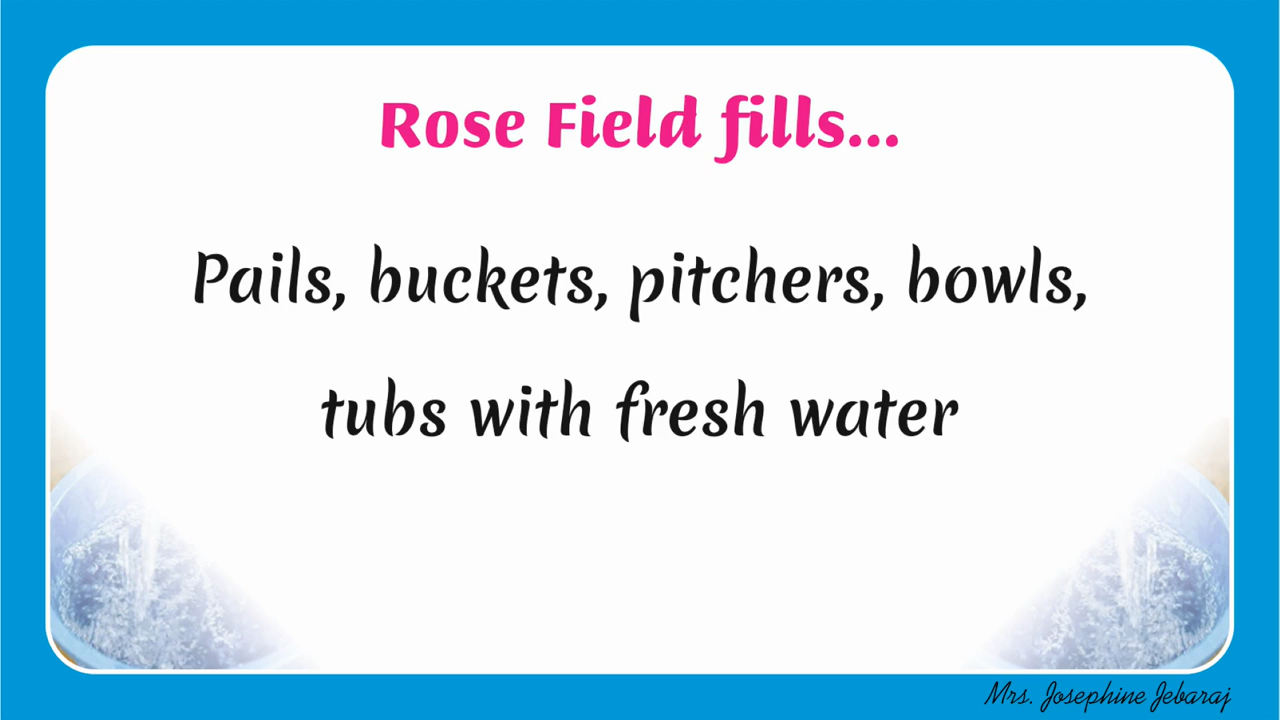 Rose Field fills...
Pails, buckets, pitchers, bowls,
tubs with fresh water
Mrs. Josephine Jebaraj